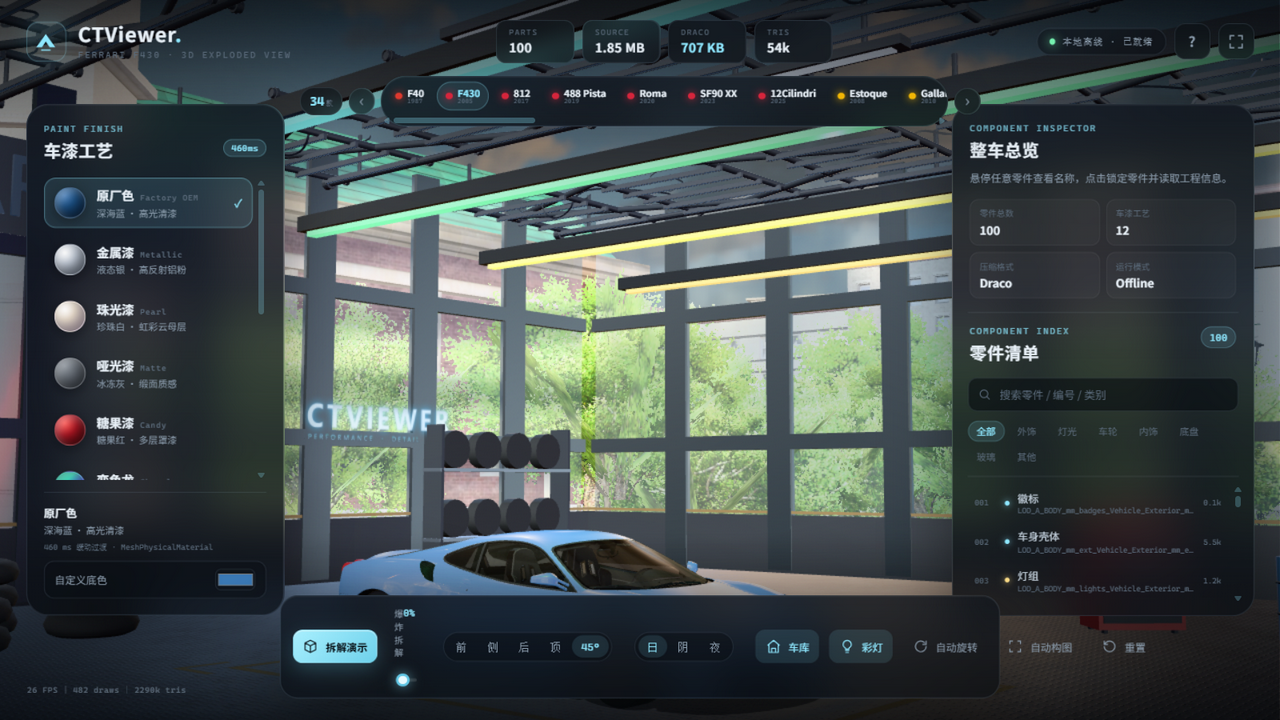 CTViewer.
FERRARI F430 · 3D EXPLODED VIEW
PARTS
100
SOURCE
1.85 MB
DRACO
707 KB
TRIS
54k
本地离线 · 已就绪
?
34
F40
1987
F430
2005
812
2017
488 Pista
2019
Roma
2020
SF90 XX
2023
12Cilindri
2025
Estoque
2008
Galla
2010
PAINT FINISH
车漆工艺
460ms
原厂色 Factory OEM
深海蓝 · 高光清漆
金属漆 Metallic
液态银 · 高反射铝粉
珠光漆 Pearl
珍珠白 · 虹彩云母层
哑光漆 Matte
冰冻灰 · 缎面质感
糖果漆 Candy
糖果红 · 多层罩漆
变色龙
原厂色
深海蓝 · 高光清漆
460 ms 缓动过渡 · MeshPhysicalMaterial
自定义底色
CTVIEWER
PERFORMANCE · DETAI
COMPONENT INSPECTOR
整车总览
悬停任意零件查看名称，点击锁定零件并读取工程信息。
零件总数
100
车漆工艺
12
压缩格式
Draco
运行模式
Offline
COMPONENT INDEX
零件清单
100
搜索零件 / 编号 / 类别
全部 外饰 灯光 车轮 内饰 底盘
玻璃 其他
001 徽标 0.1k
LOD_A_BODY_mm_badges_Vehicle_Exterior_m…
002 车身壳体 5.5k
LOD_A_BODY_mm_ext_Vehicle_Exterior_mm_e…
003 灯组 1.2k
LOD_A_BODY_mm_lights_Vehicle_Exterior_m…
拆解演示
爆炸拆解
0%
前 侧 后 顶 45°
日 阴 夜
车库
彩灯
自动旋转
自动构图
重置
26 FPS | 482 draws | 2290k tris